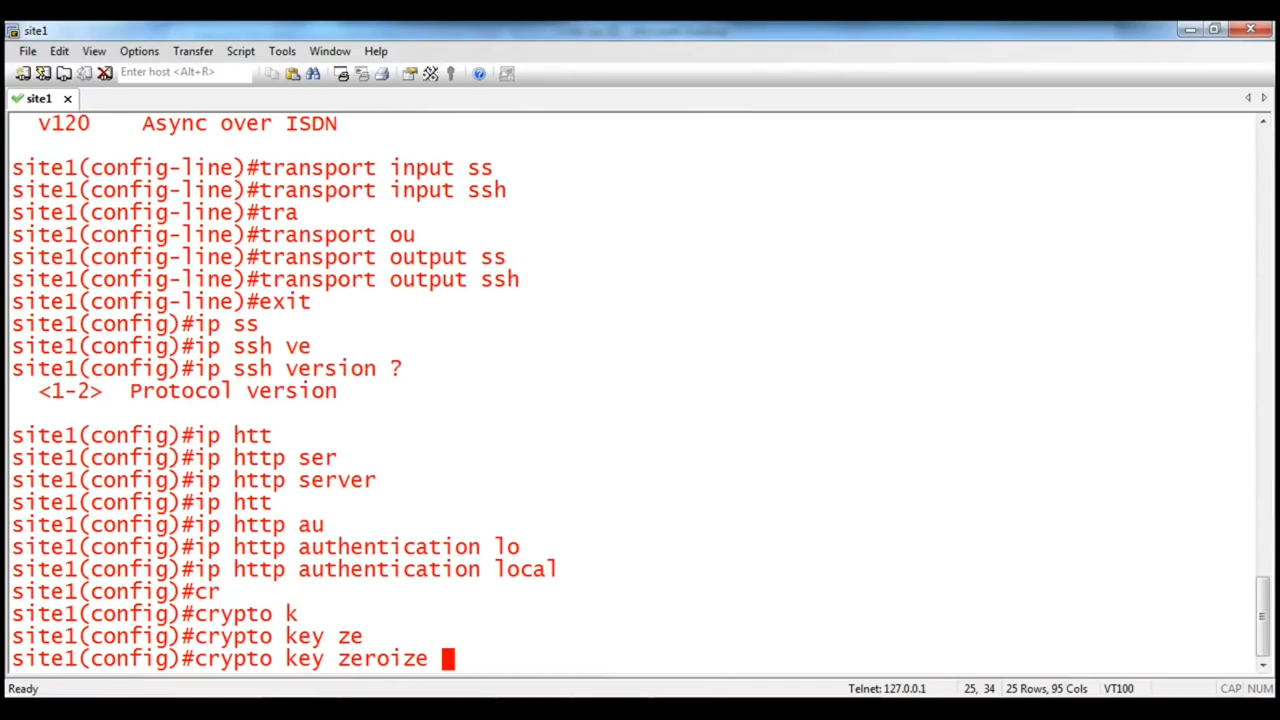 site1
File Edit View Options Transfer Script Tools Window Help
Enter host <Alt+R>
site1
v120 Async over ISDN
site1(config-line)#transport input ss
site1(config-line)#transport input ssh
site1(config-line)#tra
site1(config-line)#transport ou
site1(config-line)#transport output ss
site1(config-line)#transport output ssh
site1(config-line)#exit
site1(config)#ip ss
site1(config)#ip ssh ve
site1(config)#ip ssh version ?
<1-2> Protocol version
site1(config)#ip htt
site1(config)#ip http ser
site1(config)#ip http server
site1(config)#ip htt
site1(config)#ip http au
site1(config)#ip http authentication lo
site1(config)#ip http authentication local
site1(config)#cr
site1(config)#crypto k
site1(config)#crypto key ze
site1(config)#crypto key zeroize
Ready Telnet: 127.0.0.1 25, 34 25 Rows, 95 Cols VT100 CAP NUM